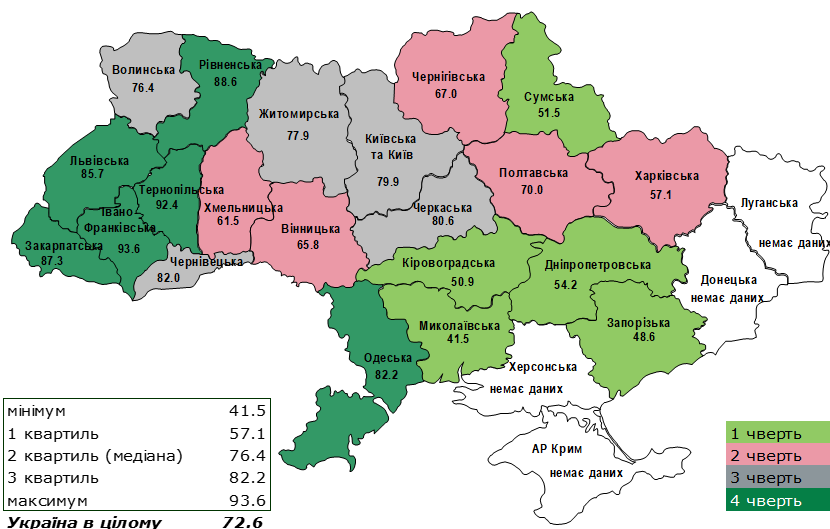 Волинська
76.4
Рівненська
88.6
Житомирська
77.9
Київська
та Київ
79.9
Чернігівська
67.0
Сумська
51.5
Львівська
85.7
Тернопільська
92.4
Хмельницька
61.5
Вінницька
65.8
Черкаська
80.6
Полтавська
70.0
Харківська
57.1
Луганська
немає даних
Івано
Франківська
93.6
Закарпатська
87.3
Чернівецька
82.0
Кіровоградська
50.9
Дніпропетровська
54.2
Донецька
немає даних
Миколаївська
41.5
Запорізька
48.6
Одеська
82.2
Херсонська
немає даних
АР Крим
немає даних
мінімум 41.5
1 квартиль 57.1
2 квартиль (медіана) 76.4
3 квартиль 82.2
максимум 93.6
Україна в цілому 72.6
1 чверть
2 чверть
3 чверть
4 чверть